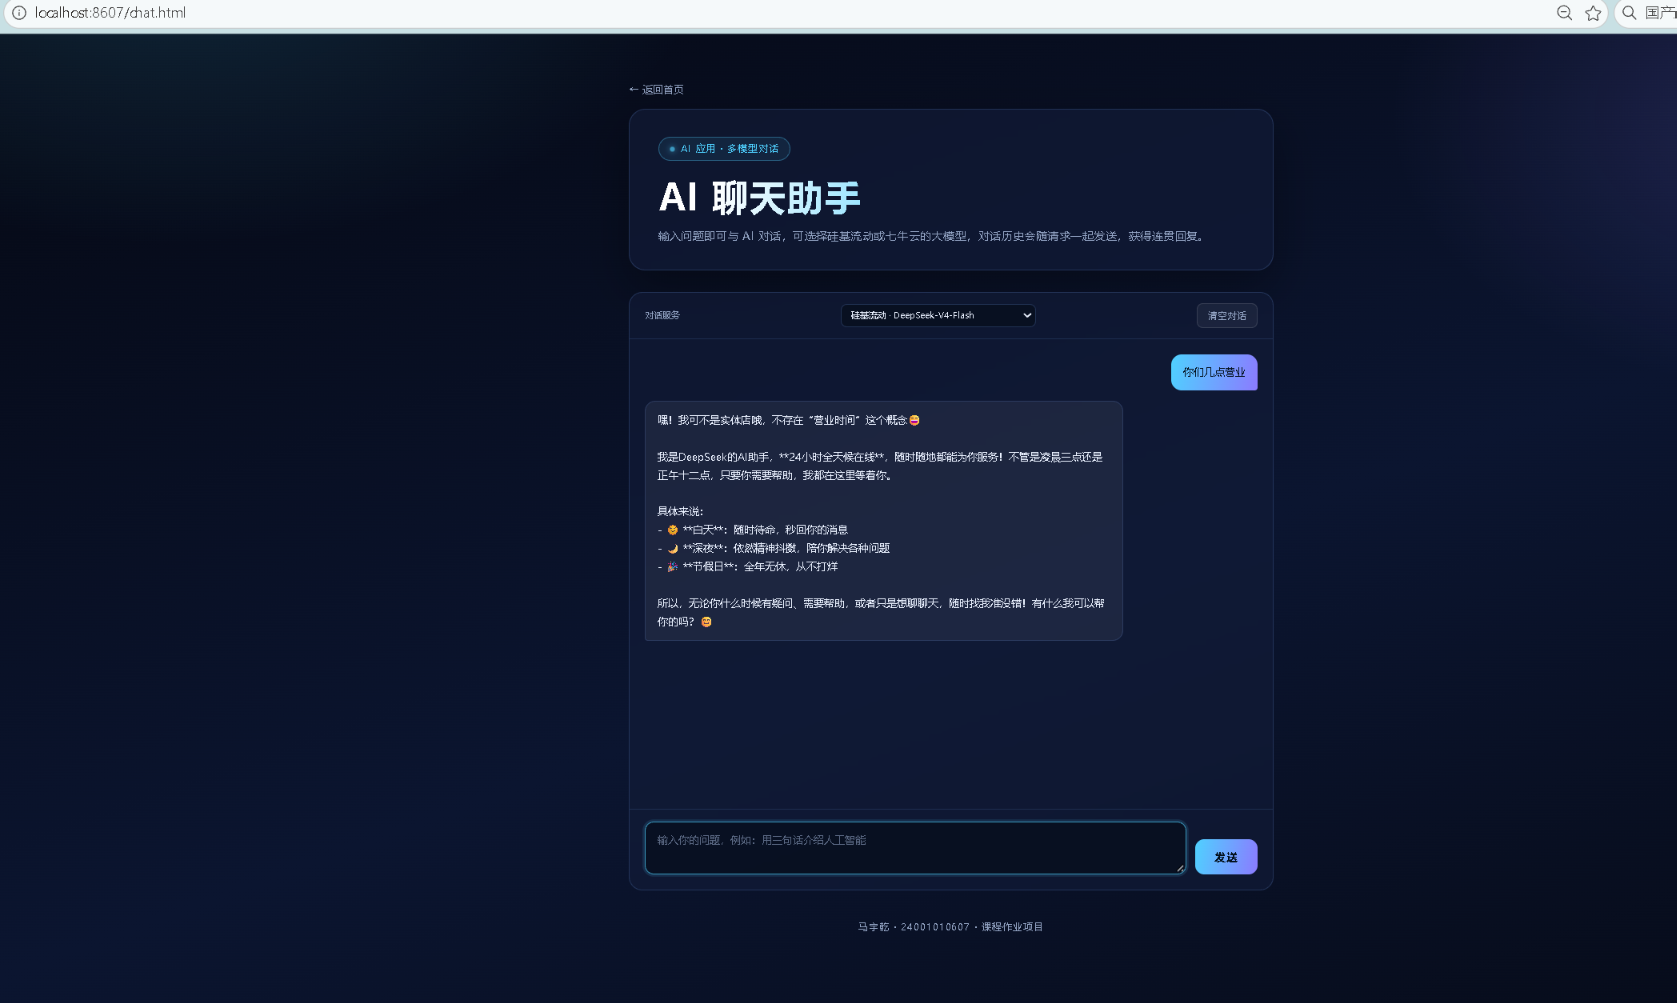 localhost:8607/chat.html
国产
← 返回首页
AI 应用 · 多模型对话
AI 聊天助手
输入问题即可与 AI 对话，可选择硅基流动或七牛云的大模型，对话历史会随请求一起发送，获得连贯回复。
对话服务
硅基流动 · DeepSeek-V4-Flash
清空对话
你们几点营业
嘿！我可不是实体店哦，不存在“营业时间”这个概念😄
我是DeepSeek的AI助手，**24小时全天候在线**，随时随地都能为你服务！不管是凌晨三点还是
正午十二点，只要你需要帮助，我都在这里等着你。
具体来说：
- 🌞 **白天**：随时待命，秒回你的消息
- 🌙 **深夜**：依然精神抖擞，陪你解决各种问题
- 🎉 **节假日**：全年无休，从不打烊
所以，无论你什么时候有疑问、需要帮助，或者只是想聊聊天，随时找我准没错！有什么我可以帮
你的吗？😊
输入你的问题，例如：用三句话介绍人工智能
发送
马宇乾 · 24001010607 · 课程作业项目